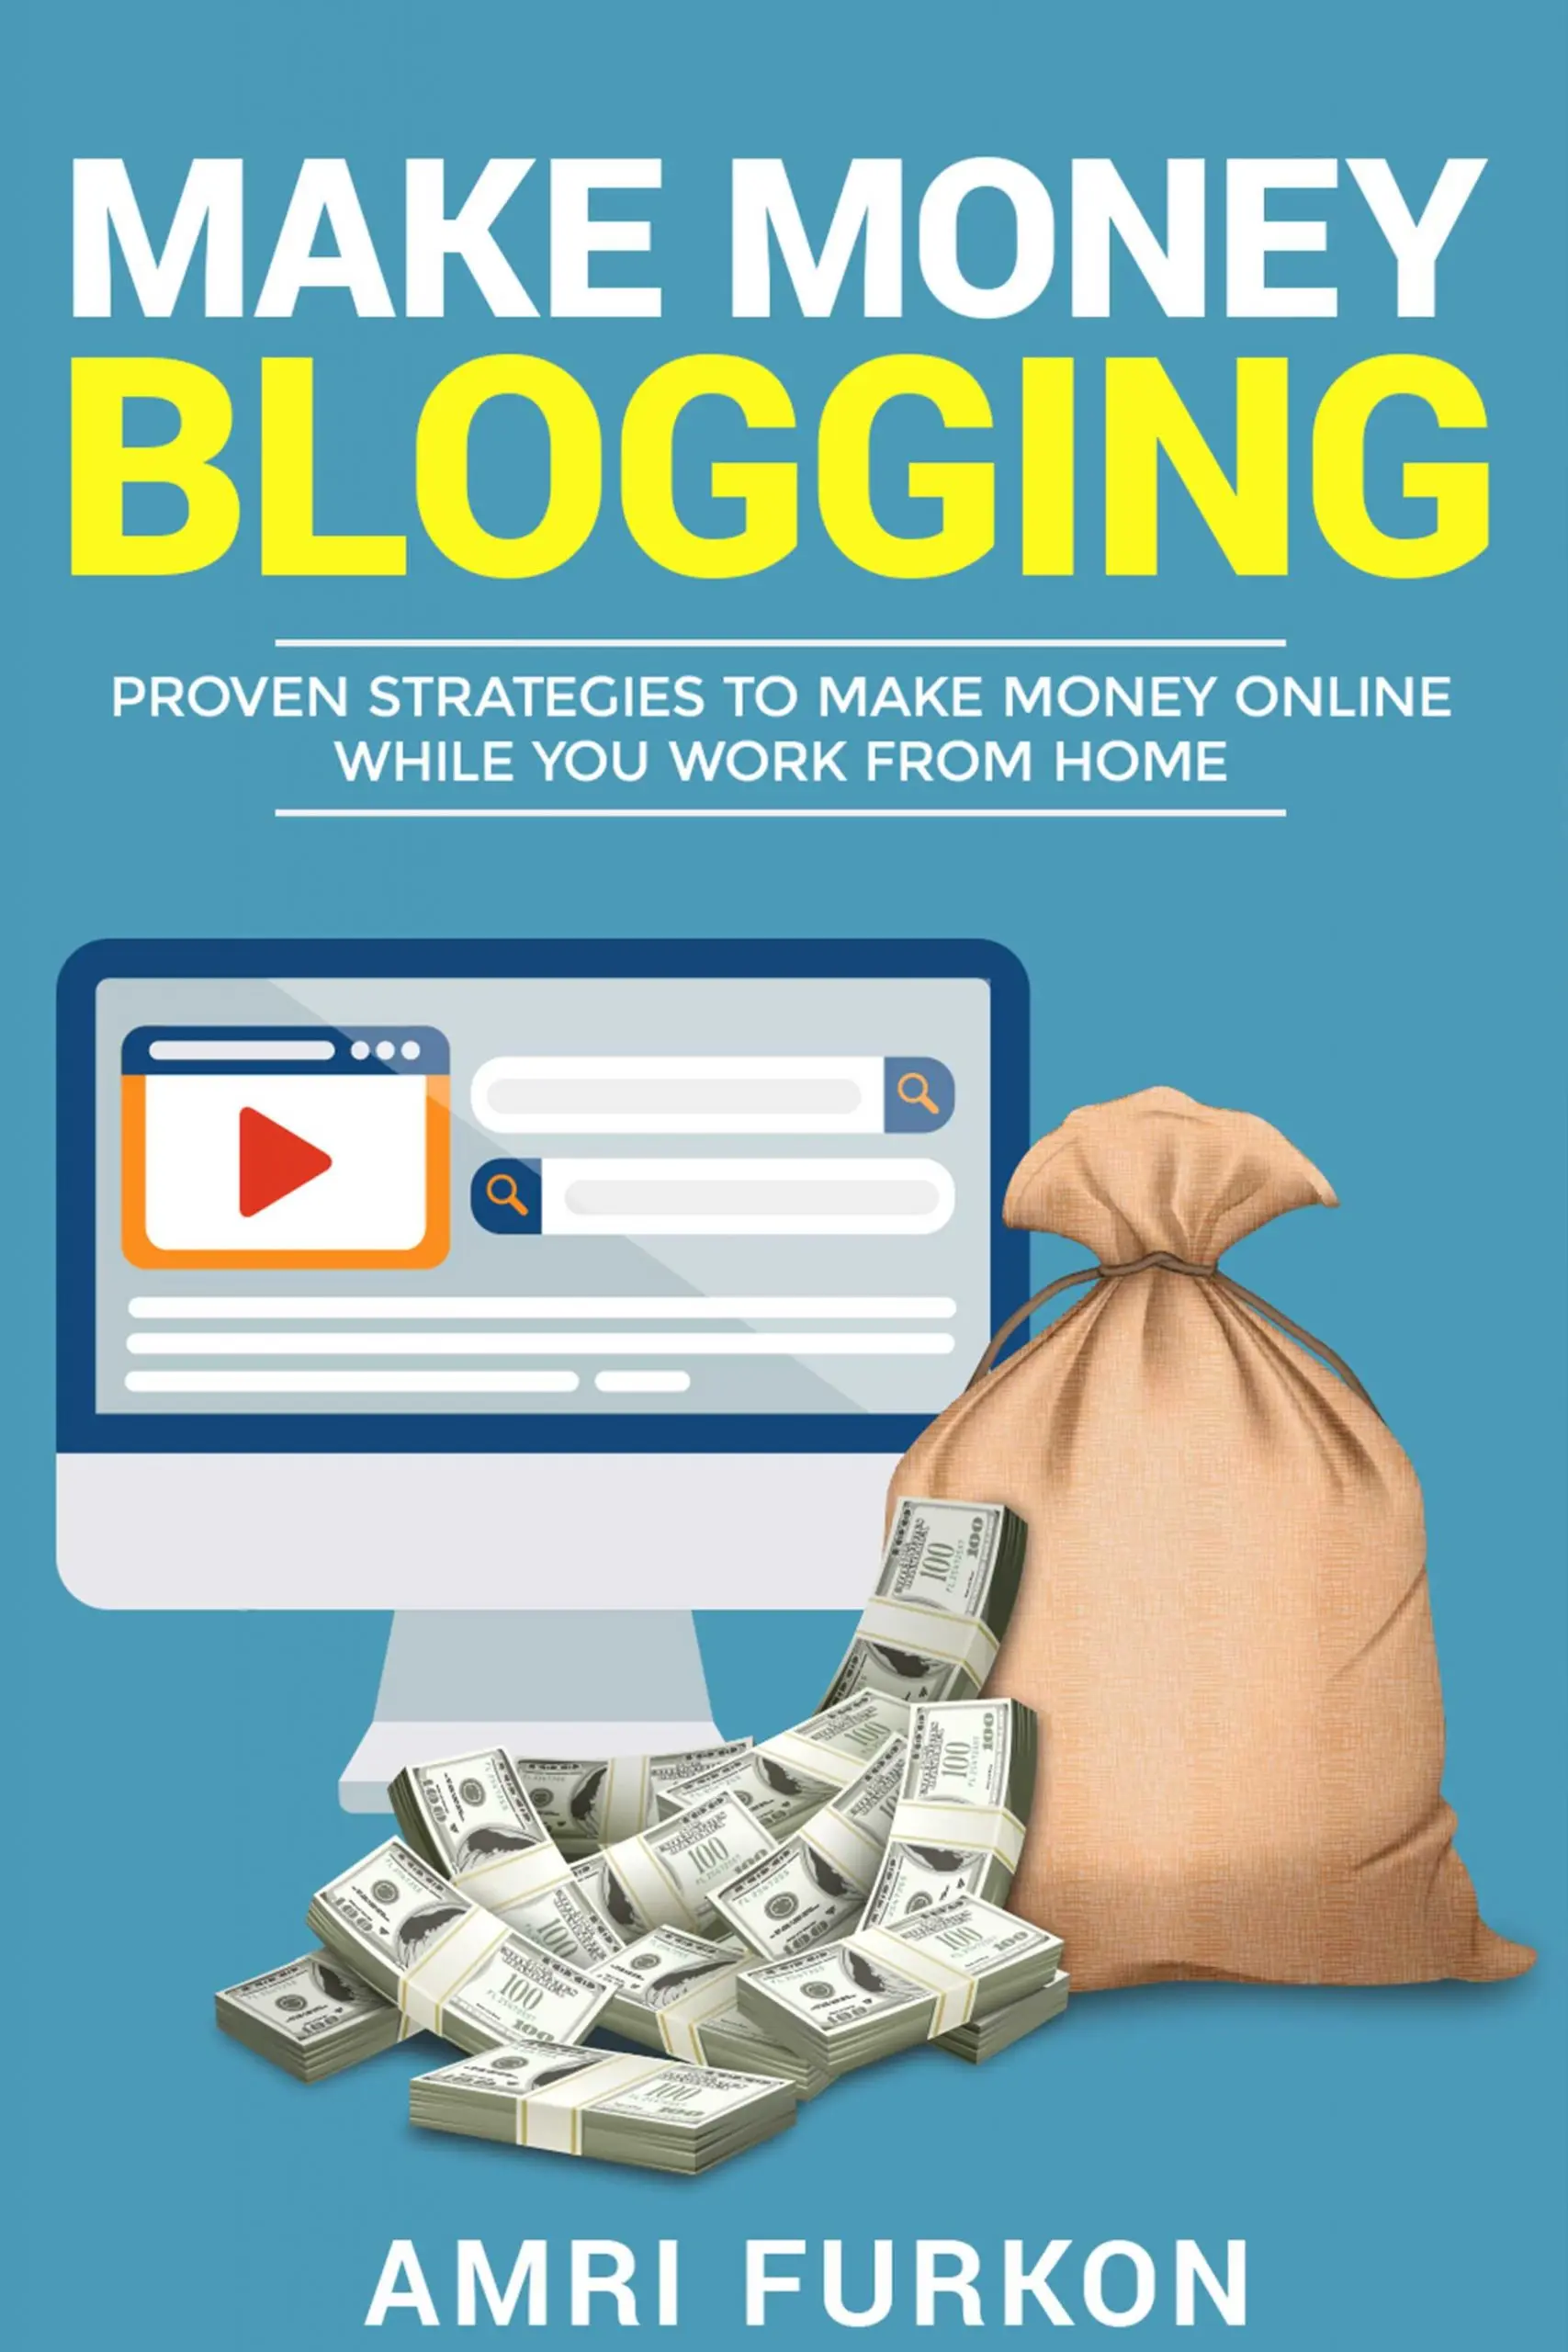 MAKE MONEY
BLOGGING
PROVEN STRATEGIES TO MAKE MONEY ONLINE
WHILE YOU WORK FROM HOME
AMRI FURKON